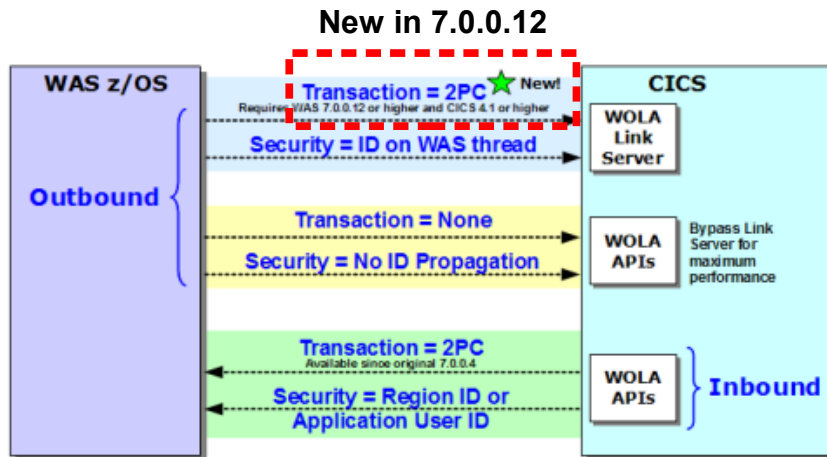 New in 7.0.0.12
WAS z/OS
Transaction = 2PC
New!
Requires WAS 7.0.0.12 or higher and CICS 4.1 or higher
Security = ID on WAS thread
CICS
WOLA
Link
Server
Outbound
Transaction = None
Security = No ID Propagation
WOLA
APIs
Bypass Link
Server for
maximum
performance
Transaction = 2PC
Available since original 7.0.0.4
Security = Region ID or
Application User ID
WOLA
APIs
Inbound